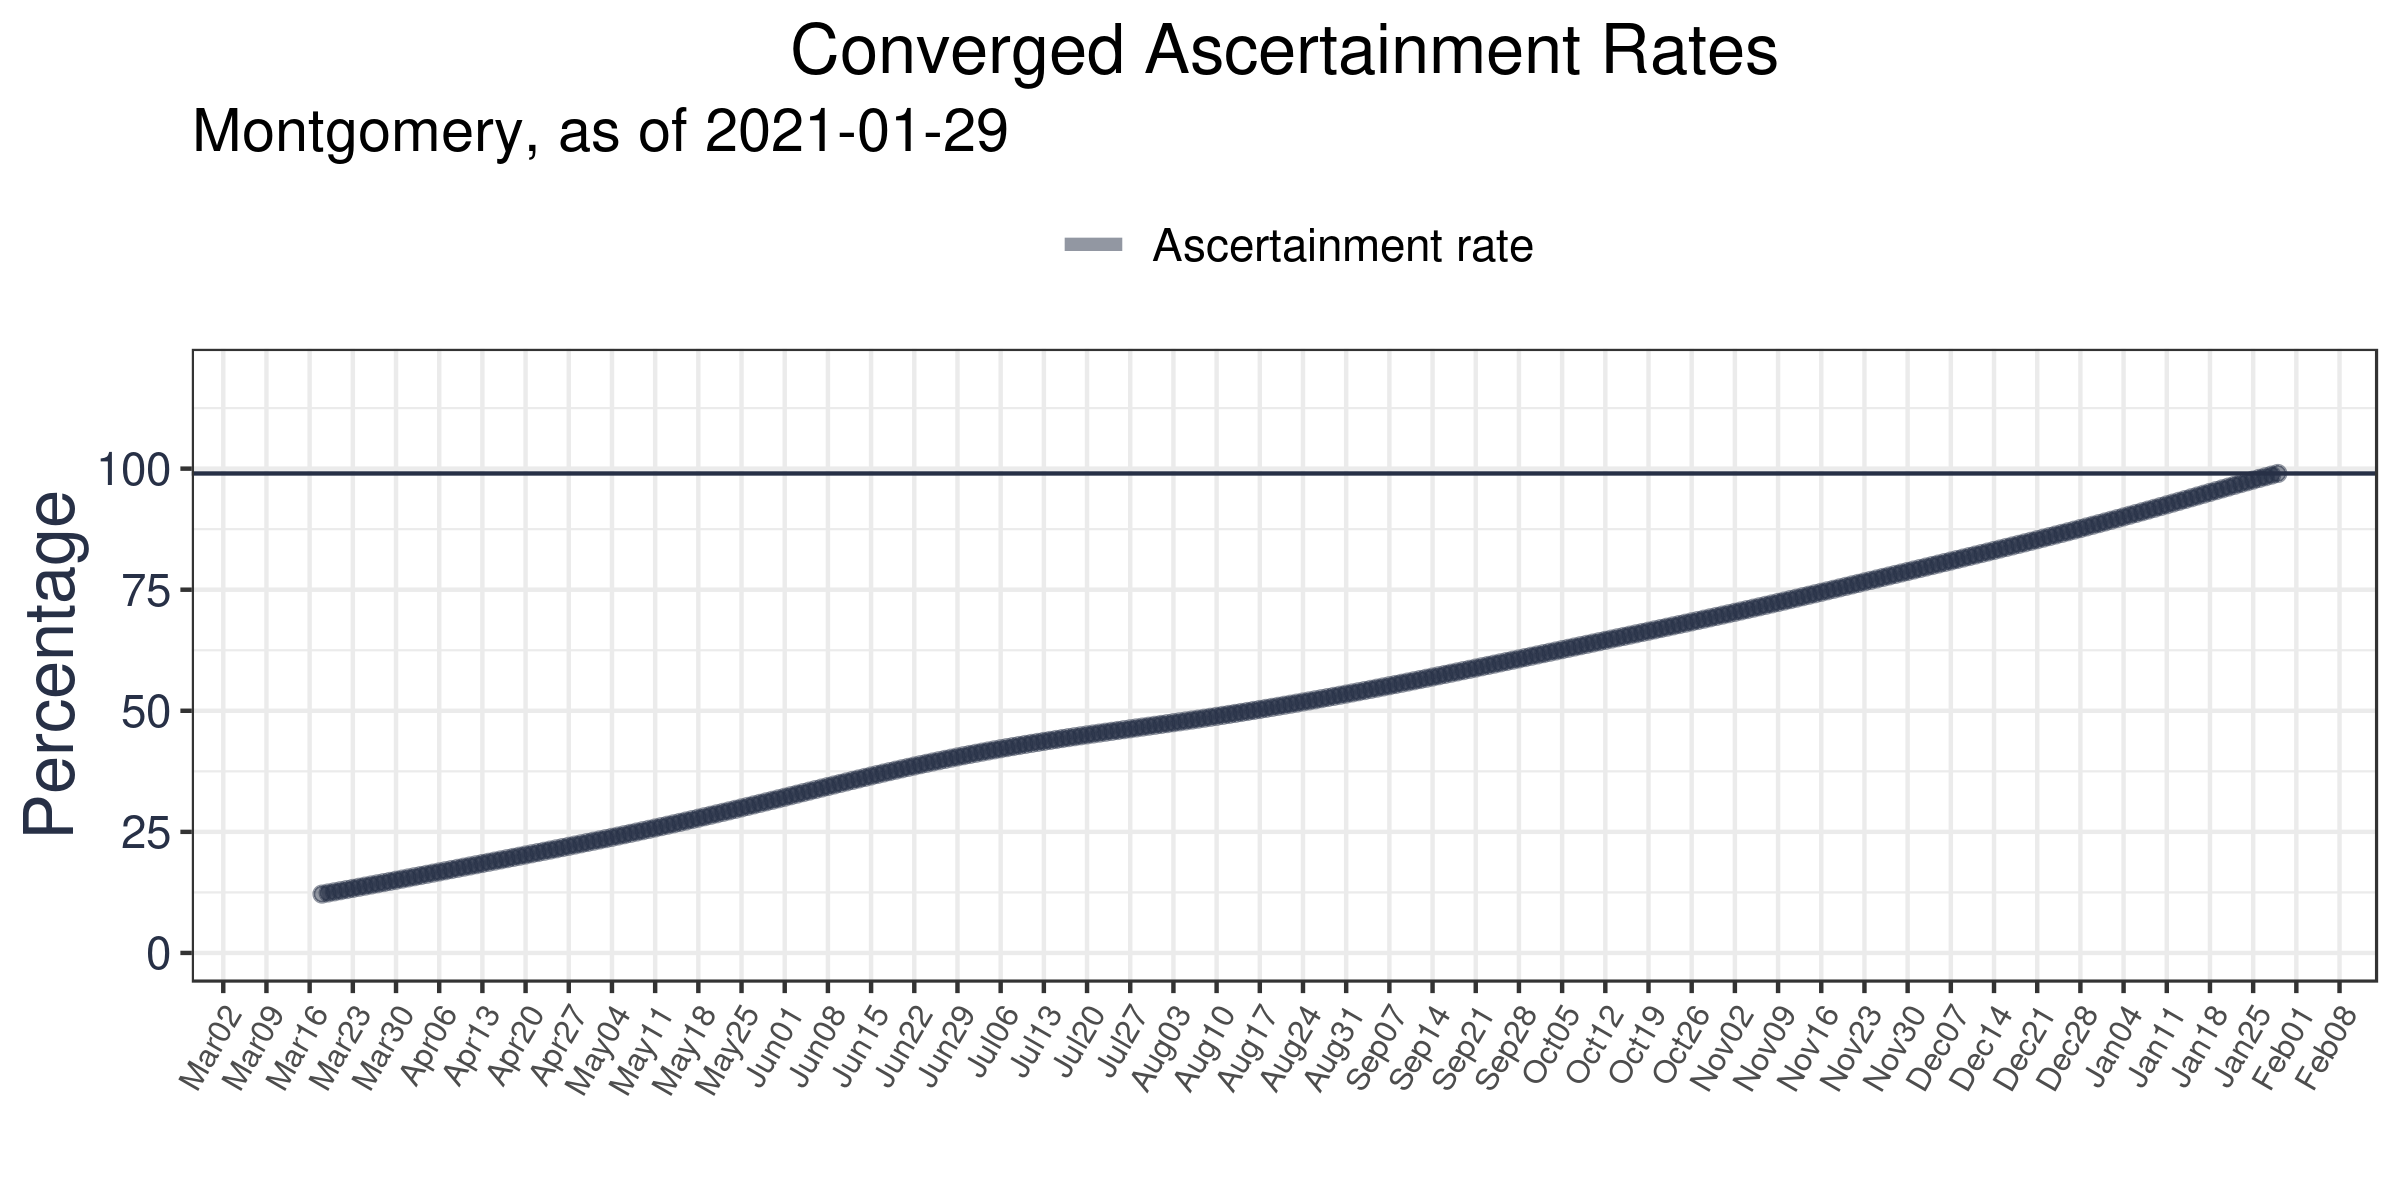 Converged Ascertainment Rates
Montgomery, as of 2021-01-29
Ascertainment rate
Percentage
100
75
50
25
0
Mar02
Mar09
Mar16
Mar23
Mar30
Apr06
Apr13
Apr20
Apr27
May04
May11
May18
May25
Jun01
Jun08
Jun15
Jun22
Jun29
Jul06
Jul13
Jul20
Jul27
Aug03
Aug10
Aug17
Aug24
Aug31
Sep07
Sep14
Sep21
Sep28
Oct05
Oct12
Oct19
Oct26
Nov02
Nov09
Nov16
Nov23
Nov30
Dec07
Dec14
Dec21
Dec28
Jan04
Jan11
Jan18
Jan25
Feb01
Feb08